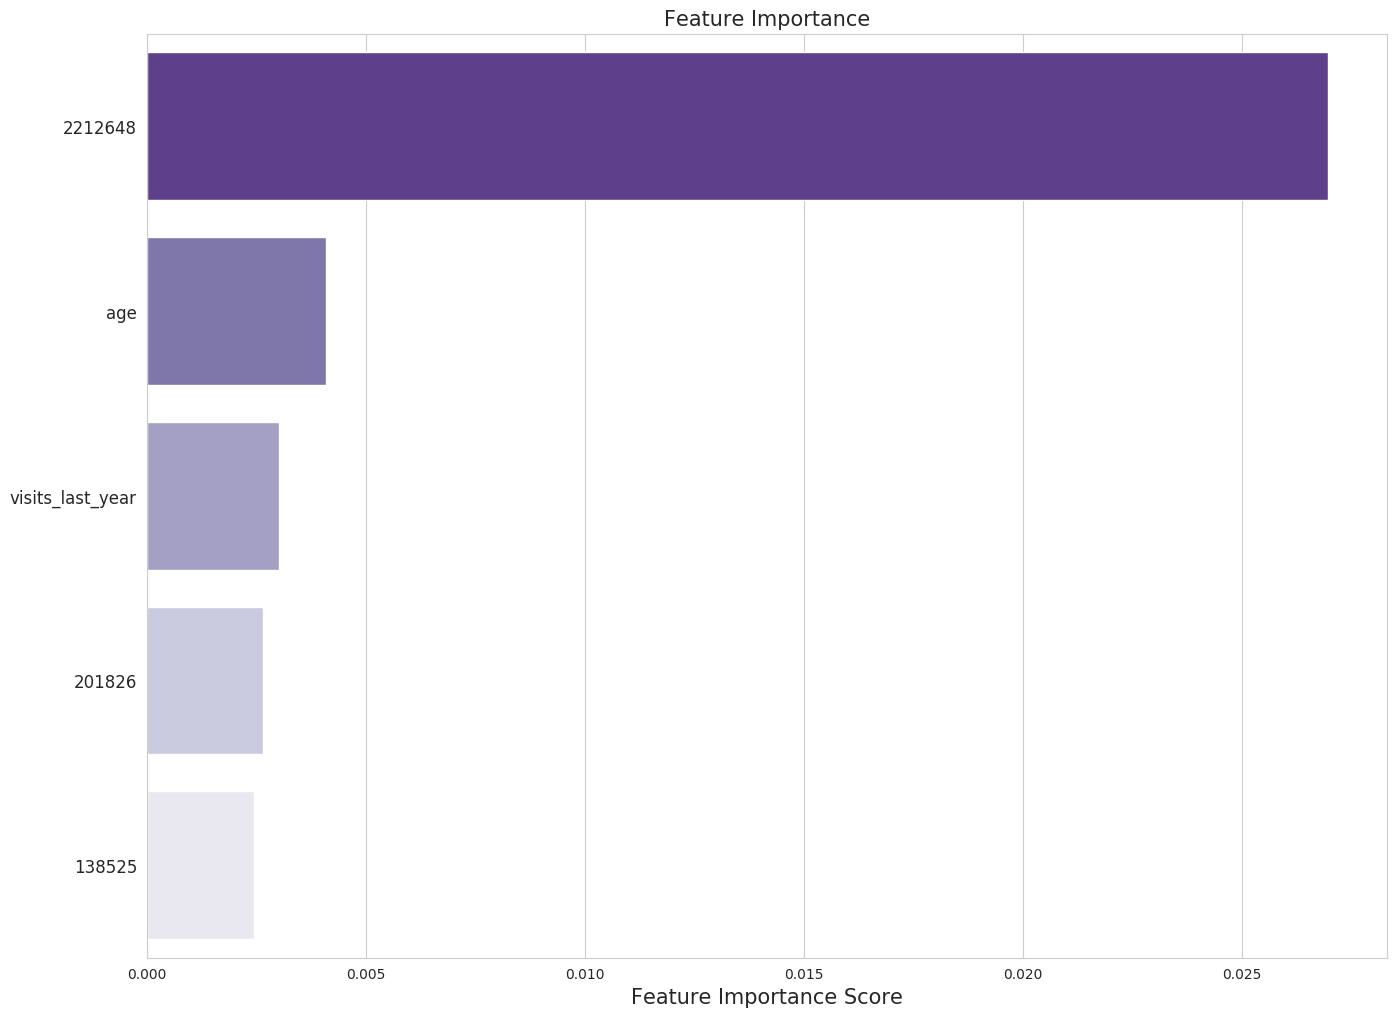 Feature Importance
2212648
age
visits_last_year
201826
138525
0.000 0.005 0.010 0.015 0.020 0.025
Feature Importance Score